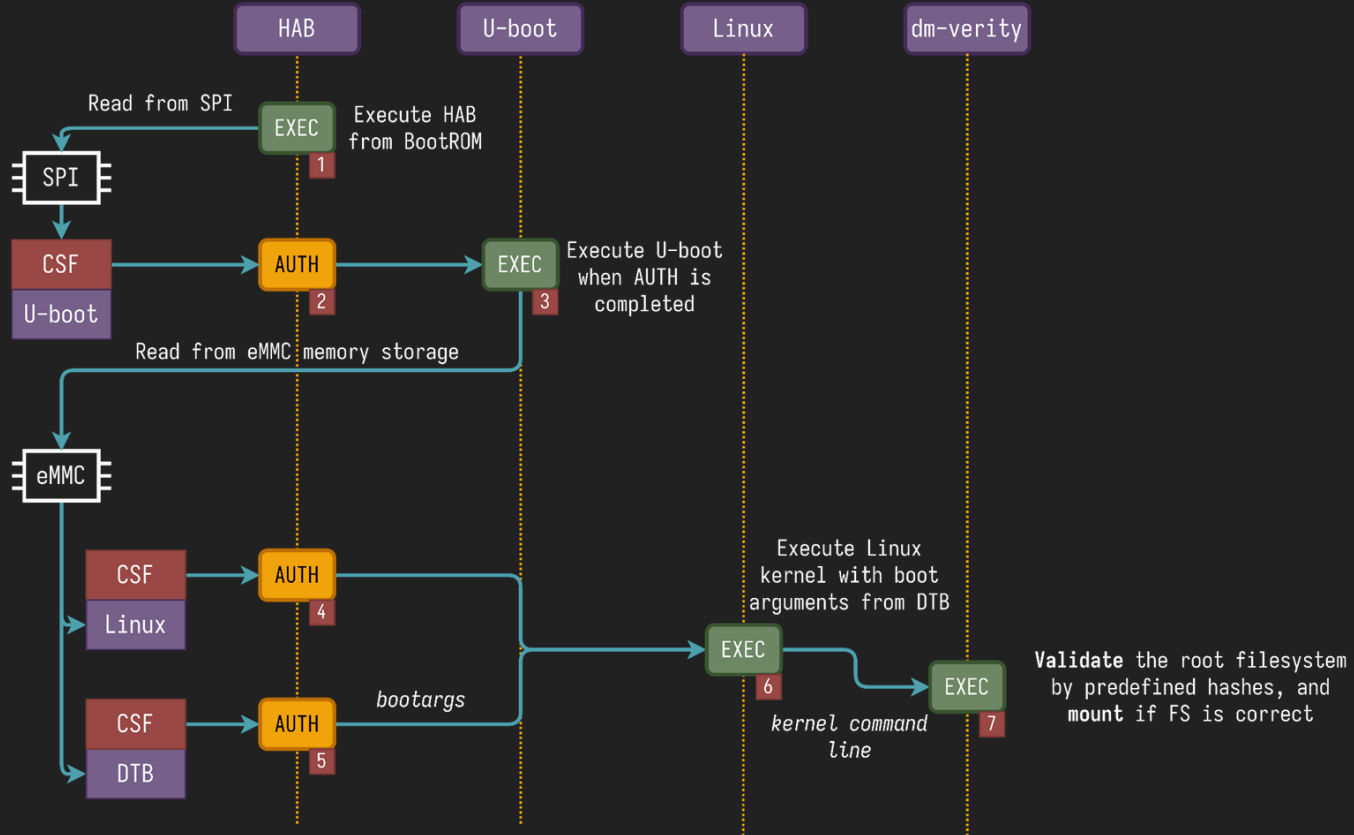 HAB
U-boot
Linux
dm-verity
Read from SPI
EXEC
1
Execute HAB
from BootROM
SPI
CSF
U-boot
AUTH
2
EXEC
3
Execute U-boot
when AUTH is
completed
Read from eMMC memory storage
eMMC
CSF
Linux
AUTH
4
CSF
DTB
AUTH
5
bootargs
Execute Linux
kernel with boot
arguments from DTB
EXEC
6
kernel command
line
EXEC
7
Validate the root filesystem
by predefined hashes, and
mount if FS is correct